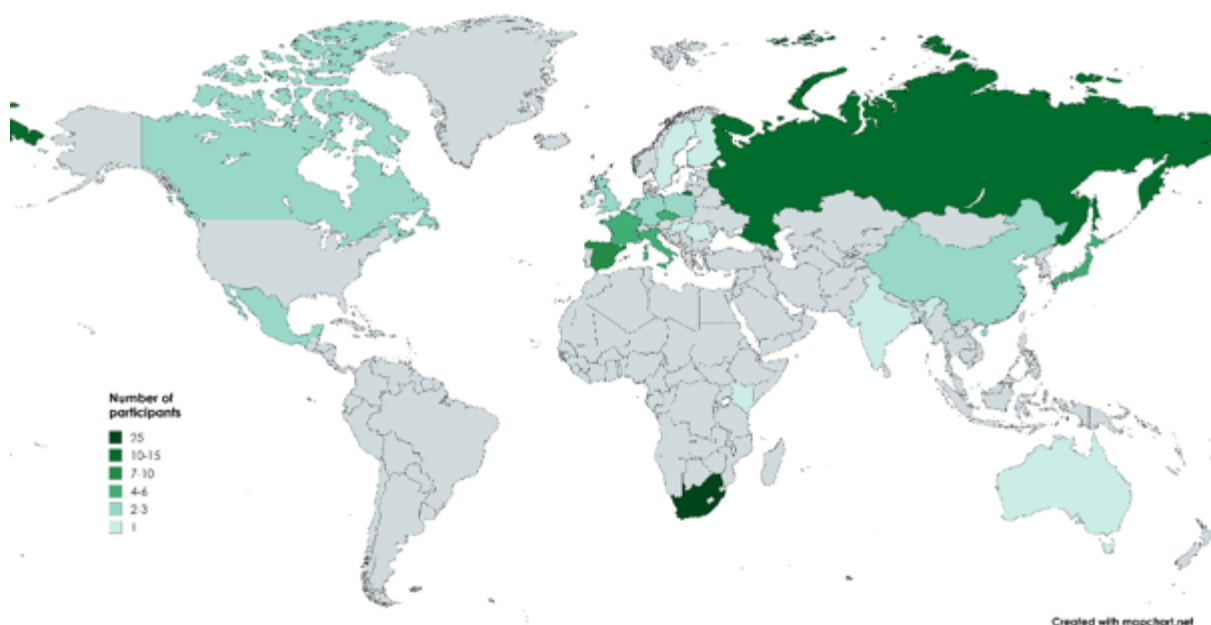 Number of
participants
25
10-15
7-10
4-6
2-3
1
Created with mapchart.net